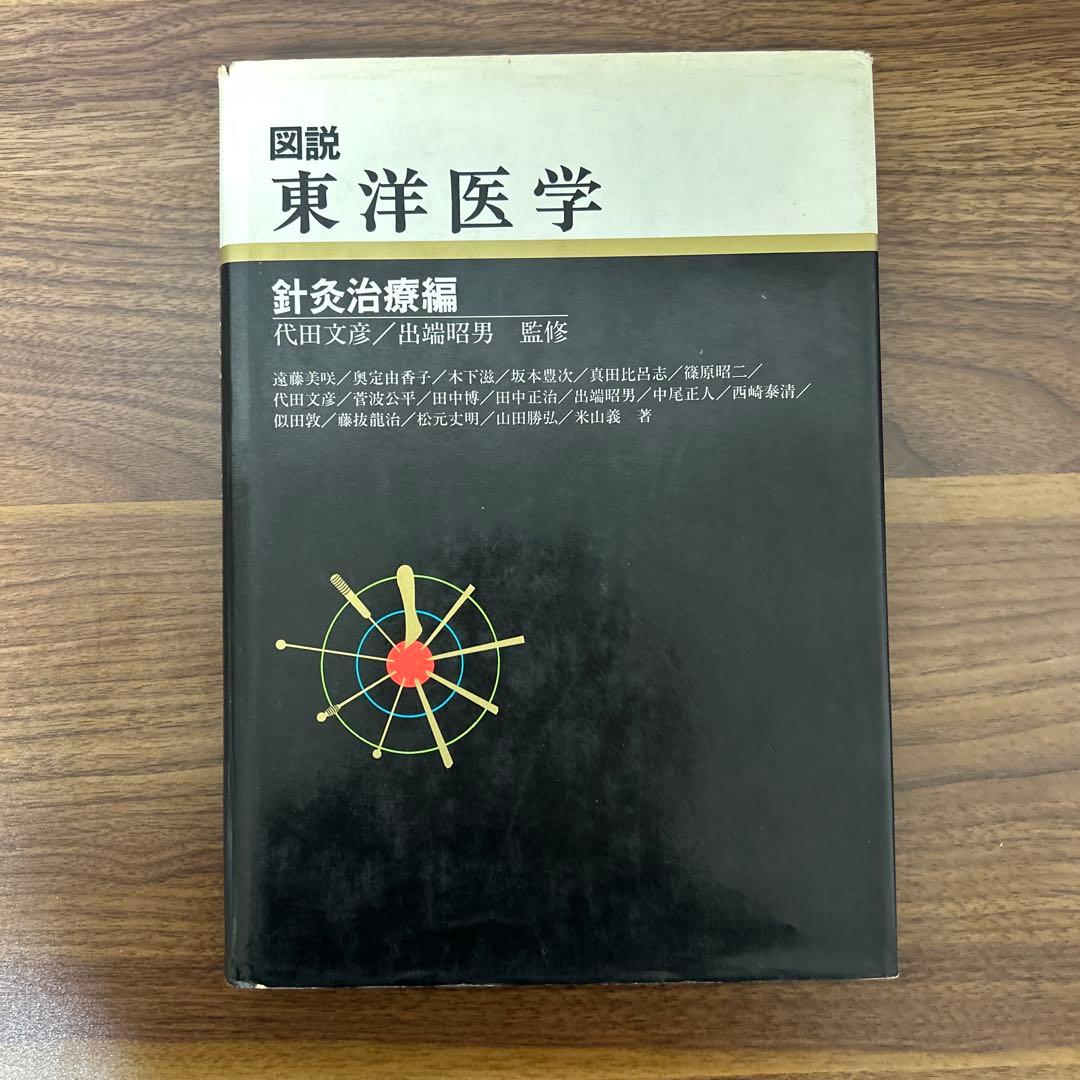 図説
東洋医学
針灸治療編
代田文彦／出端昭男　監修
遠藤美咲／奥定由香子／木下滋／坂本豊次／真田比呂志／篠原昭二／
代田文彦／菅波公平／田中博／田中正治／出端昭男／中尾正人／西崎泰清／
似田敦／藤抜龍治／松元丈明／山田勝弘／米山義　著